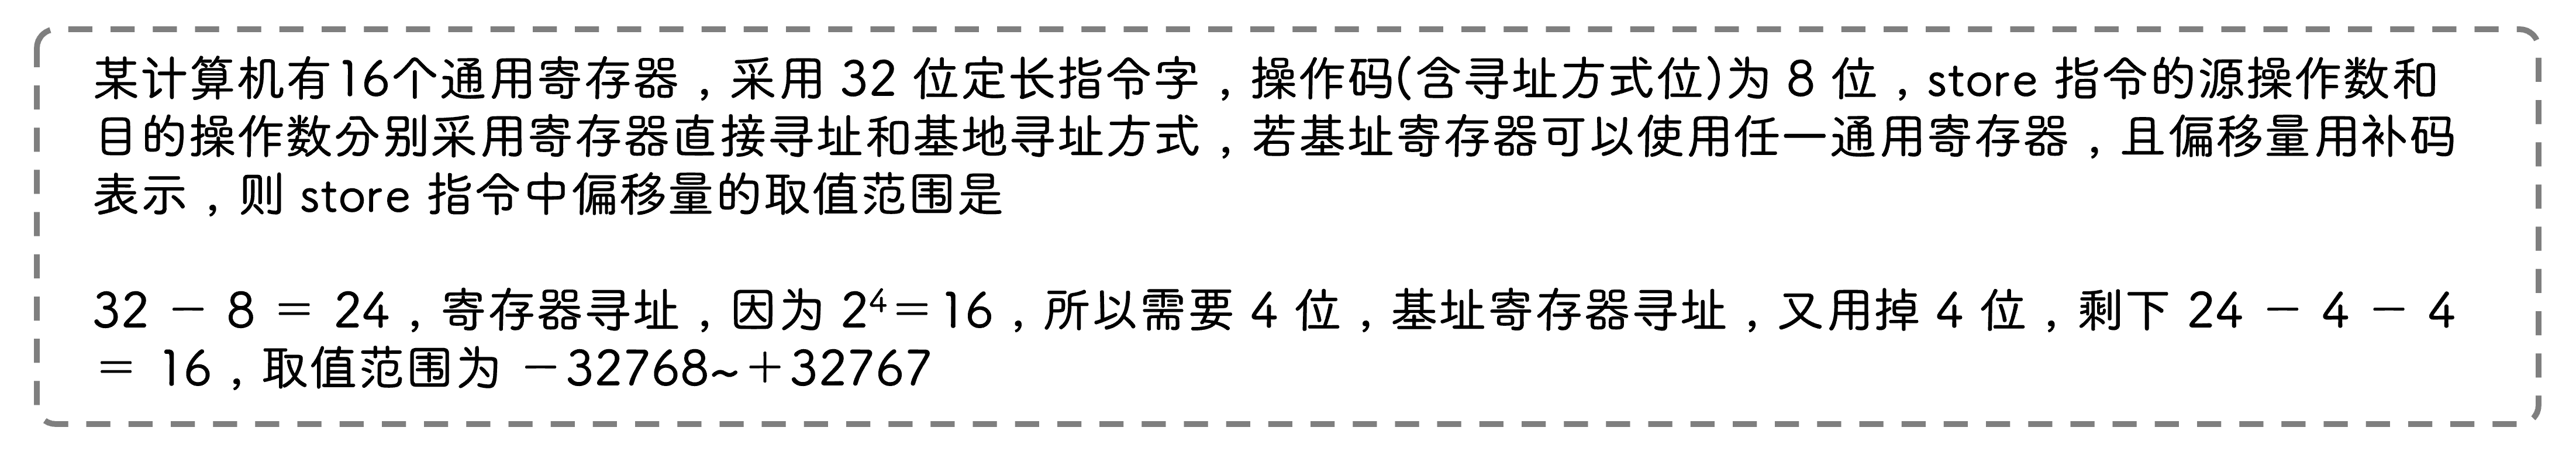 某计算机有16个通用寄存器，采用 32 位定长指令字，操作码(含寻址方式位)为 8 位，store 指令的源操作数和
目的操作数分别采用寄存器直接寻址和基地寻址方式，若基址寄存器可以使用任一通用寄存器，且偏移量用补码
表示，则 store 指令中偏移量的取值范围是
32 － 8 ＝ 24，寄存器寻址，因为 2⁴＝16，所以需要 4 位，基址寄存器寻址，又用掉 4 位，剩下 24 － 4 － 4
＝ 16，取值范围为 －32768~＋32767